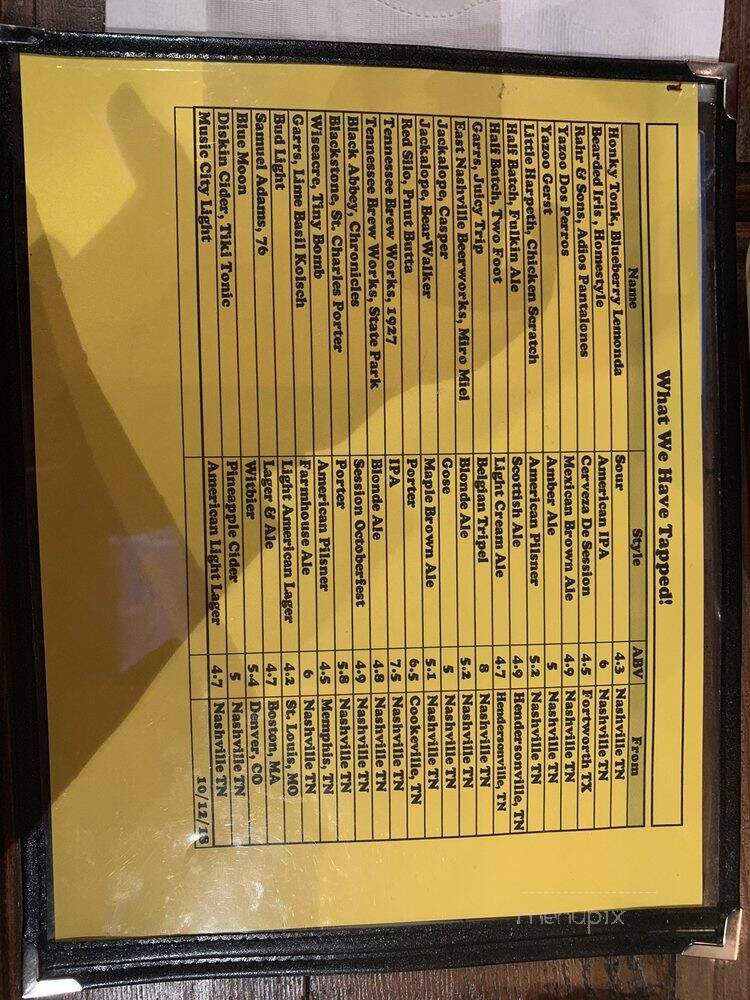 What We Have Tapped!
Name Style ABV From
Honky Tonk, Blueberry Lemonda Sour 4.3 Nashville TN
Bearded Iris , Homestyle American IPA 6 Nashville TN
Rahr & Sons, Adios Pantalones Cerveza De Session 4.5 Fortworth TX
Yazoo Dos Perros Mexican Brown Ale 4.9 Nashville TN
Yazoo Gerst Amber Ale 5 Nashville TN
Little Harpeth, Chicken Scratch American Pilsner 5.2 Nashville TN
Half Batch, Fulkin Ale Scottish Ale 4.9 Hendersonville, TN
Half Batch, Two Foot Light Cream Ale 4.7 Hendersonville, TN
Garrs, Juicy Trip Belgian Tripel 8 Nashville TN
East Nashville Beerworks, Miro Miel Blonde Ale 5.2 Nashville TN
Jackalope, Casper Gose 5 Nashville TN
Jackalope, BearWalker Maple Brown Ale 5.1 Nashville TN
Red Silo, Pnut Butta Porter 6.5 Cookeville, TN
Tennessee Brew Works, 1927 IPA 7.5 Nashville TN
Tennessee Brew Works, State Park Blonde Ale 4.8 Nashville TN
Black Abbey, Chronicles Session Octoberfest 4.9 Nashville TN
Blackstone, St. Charles Porter Porter 5.8 Nashville TN
Wiseacre, Tiny Bomb American Pilsner 4.5 Memphis, TN
Garrs, Lime Basil Kolsch Farmhouse Ale 6 Nashville TN
Bud Light Light American Lager 4.2 St. Louis, MO
Samuel Adams, 76 Lager & Ale 4.7 Boston, MA
Blue Moon Witbier 5.4 Denver, CO
Diskin Cider, Tiki Tonic Pineapple Cider 5 Nashville TN
Music City Light American Light Lager 4.7 Nashville TN
10/12/18
menupix